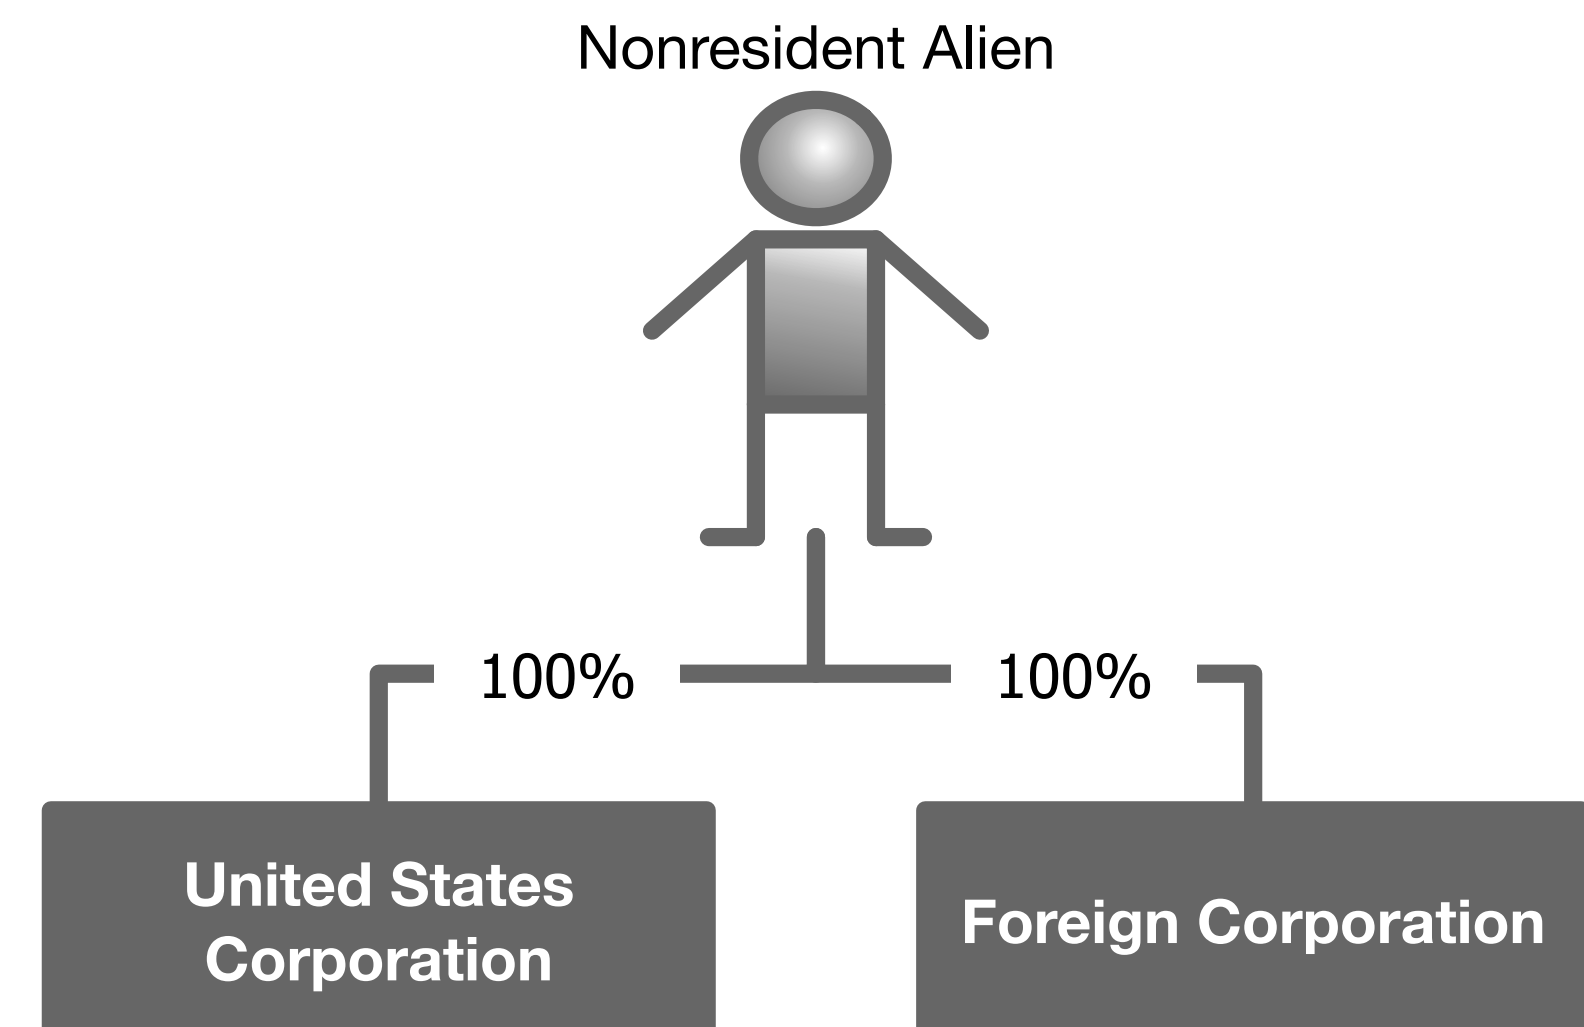 Nonresident Alien
100% 100%
United States
Corporation
Foreign Corporation